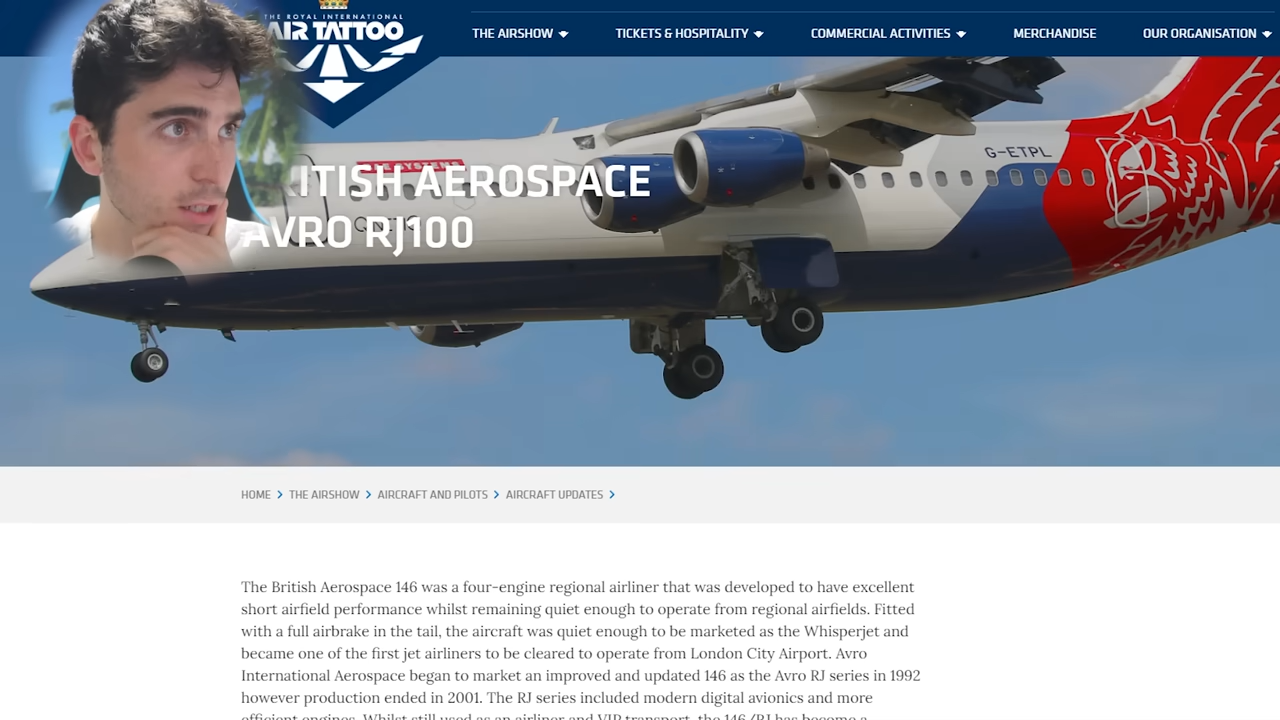 THE ROYAL INTERNATIONAL
AIR TATTOO
THE AIRSHOW
TICKETS & HOSPITALITY
COMMERCIAL ACTIVITIES
MERCHANDISE
OUR ORGANISATION
G-ETPL
ITISH AEROSPACE
AVRO RJ100
HOME > THE AIRSHOW > AIRCRAFT AND PILOTS > AIRCRAFT UPDATES >
The British Aerospace 146 was a four-engine regional airliner that was developed to have excellent
short airfield performance whilst remaining quiet enough to operate from regional airfields. Fitted
with a full airbrake in the tail, the aircraft was quiet enough to be marketed as the Whisperjet and
became one of the first jet airliners to be cleared to operate from London City Airport. Avro
International Aerospace began to market an improved and updated 146 as the Avro RJ series in 1992
however production ended in 2001. The RJ series included modern digital avionics and more
efficient engines. Whilst still used as an airliner and VIP transport, the 146/RJ has become a